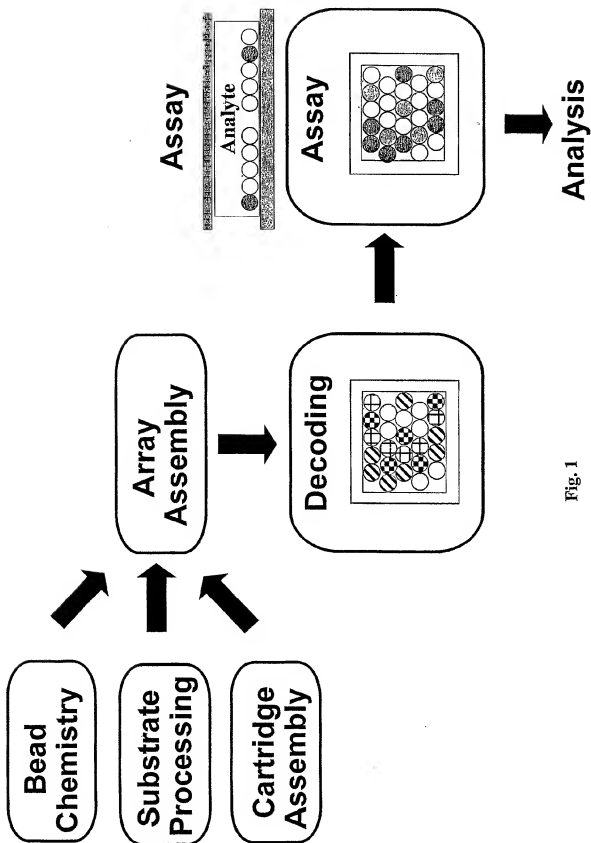 Bead
Chemistry
Substrate
Processing
Cartridge
Assembly
Array
Assembly
Decoding
Assay
Analyte
Assay
Analysis
Fig. 1